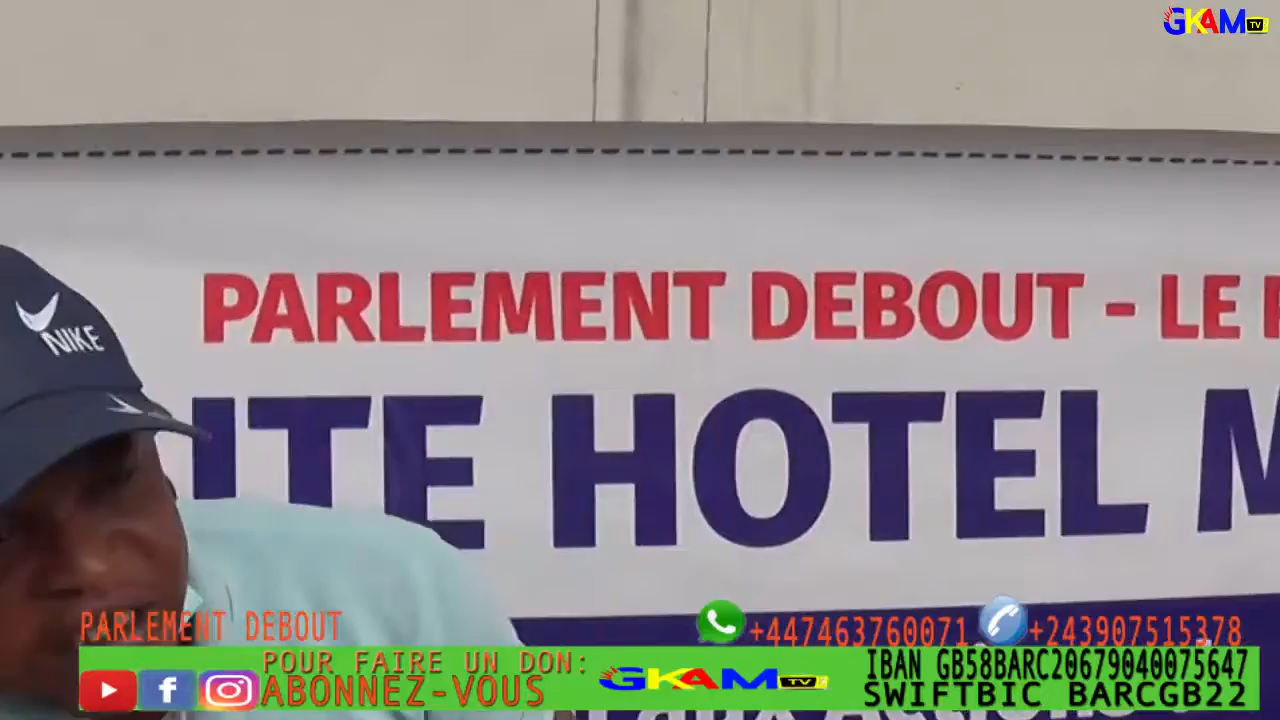 GKAM TV
PARLEMENT DEBOUT - LE
ITE HOTEL M
NIKE
PARLEMENT DEBOUT
+447463760071
+243907515378
POUR FAIRE UN DON:
ABONNEZ-VOUS
GKAM TV
IBAN GB58BARC20679040075647
SWIFTBIC BARCGB22